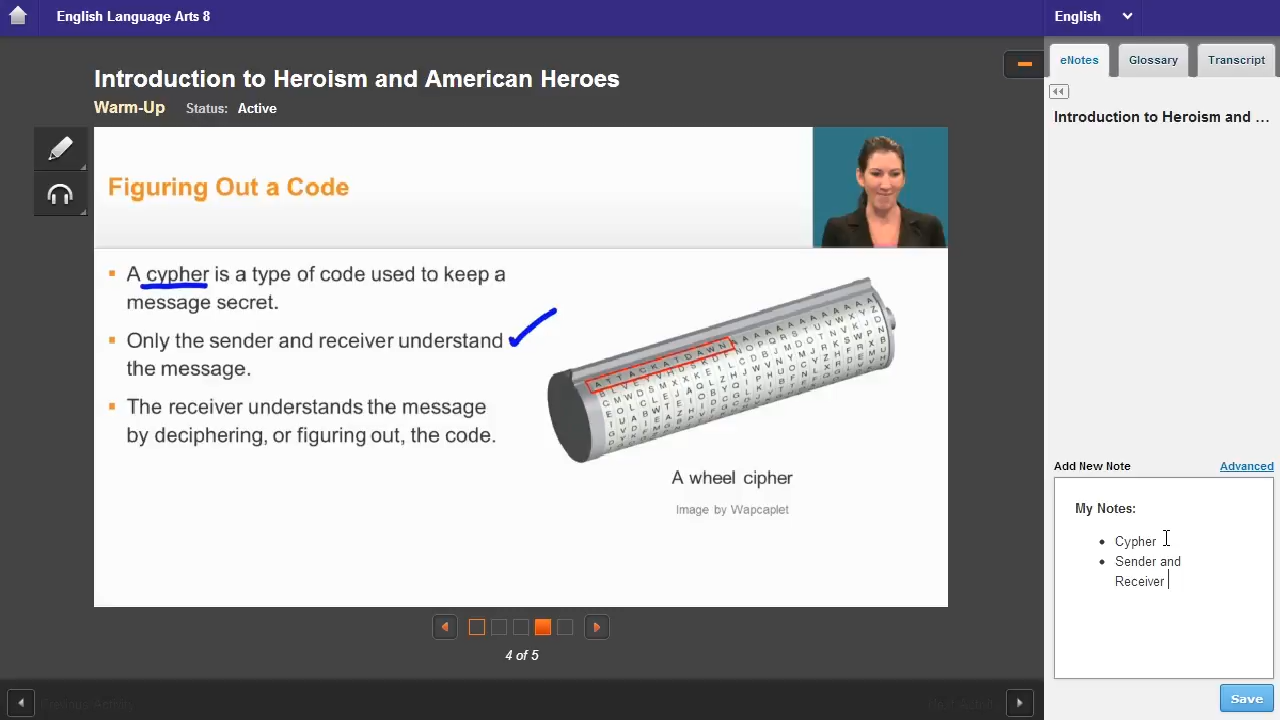 English Language Arts 8
English
Introduction to Heroism and American Heroes
Warm-Up Status: Active
eNotes Glossary Transcript
Introduction to Heroism and ...
Figuring Out a Code
A cypher is a type of code used to keep a
message secret.
Only the sender and receiver understand
the message.
The receiver understands the message
by deciphering, or figuring out, the code.
ATTACKATDAWN
A wheel cipher
Image by Wapcaplet
4 of 5
Add New Note Advanced
My Notes:
Cypher
Sender and
Receiver
Save
Previous Activity